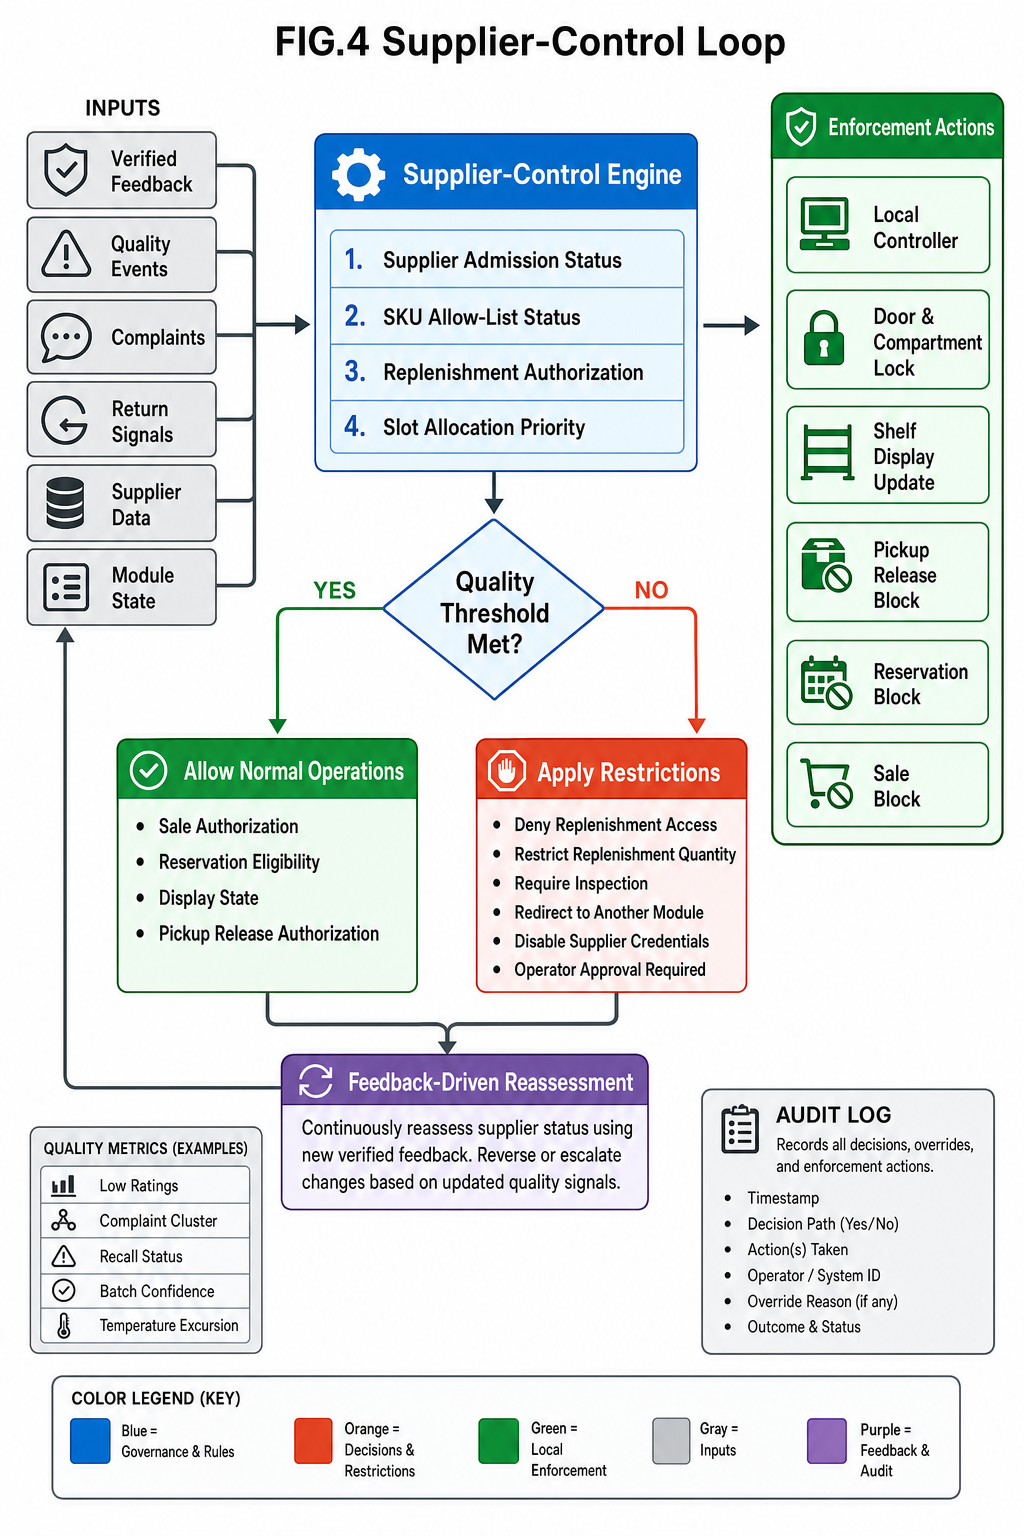 FIG.4 Supplier-Control Loop
INPUTS
Verified
Feedback
Quality
Events
Complaints
Return
Signals
Supplier
Data
Module
State
Supplier-Control Engine
1. Supplier Admission Status
2. SKU Allow-List Status
3. Replenishment Authorization
4. Slot Allocation Priority
Enforcement Actions
Local
Controller
Door &
Compartment
Lock
Shelf
Display
Update
Pickup
Release
Block
Reservation
Block
Sale
Block
YES
Quality
Threshold
Met?
NO
Allow Normal Operations
• Sale Authorization
• Reservation Eligibility
• Display State
• Pickup Release Authorization
Apply Restrictions
• Deny Replenishment Access
• Restrict Replenishment Quantity
• Require Inspection
• Redirect to Another Module
• Disable Supplier Credentials
• Operator Approval Required
Feedback-Driven Reassessment
Continuously reassess supplier status using
new verified feedback. Reverse or escalate
changes based on updated quality signals.
QUALITY METRICS (EXAMPLES)
Low Ratings
Complaint Cluster
Recall Status
Batch Confidence
Temperature Excursion
AUDIT LOG
Records all decisions, overrides,
and enforcement actions.
• Timestamp
• Decision Path (Yes/No)
• Action(s) Taken
• Operator / System ID
• Override Reason (if any)
• Outcome & Status
COLOR LEGEND (KEY)
Blue =
Governance & Rules
Orange =
Decisions &
Restrictions
Green =
Local
Enforcement
Gray =
Inputs
Purple =
Feedback &
Audit